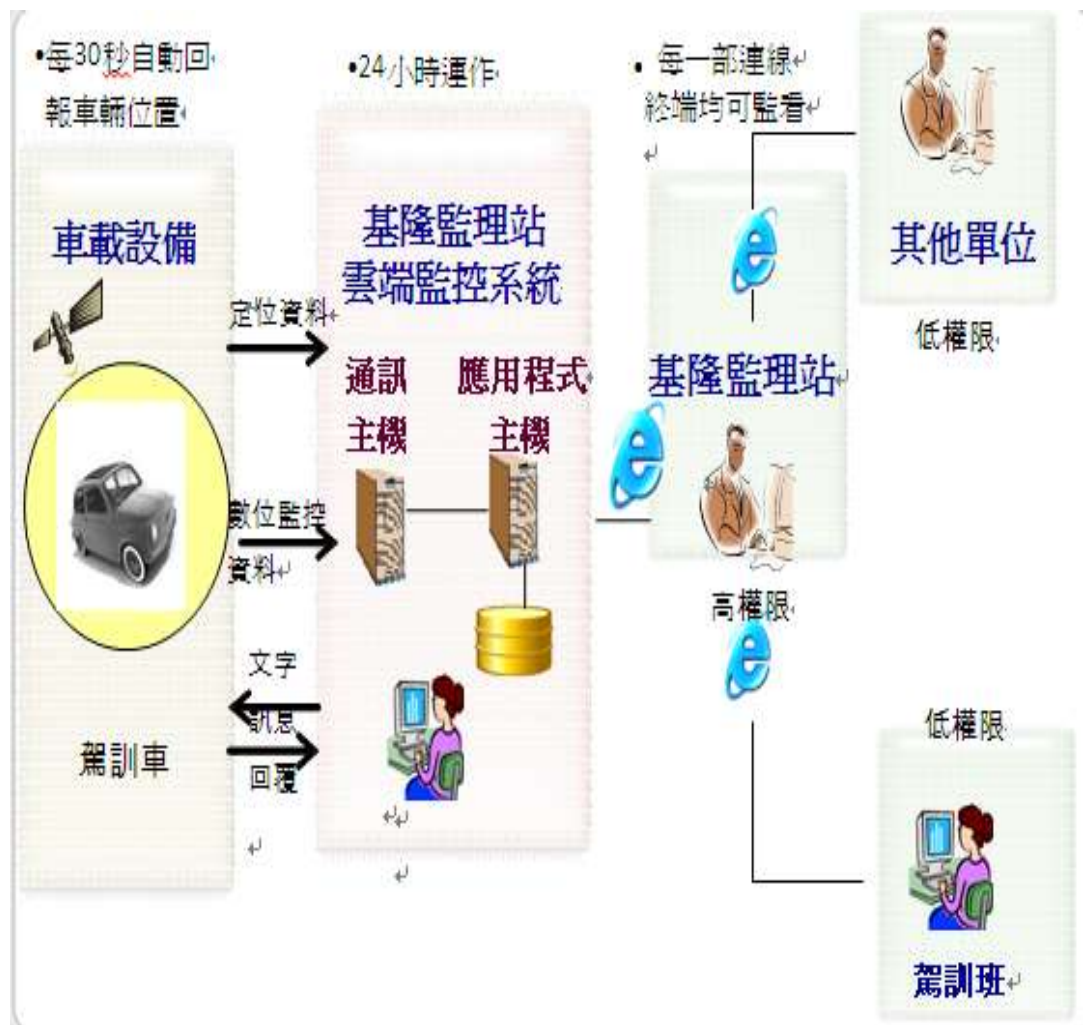 •每30秒自動回
報車輛位置
•24小時運作
• 每一部連線
終端均可監看
車載設備
定位資料
數位監控
資料
文字
訊息
回覆
駕訓車
基隆監理站
雲端監控系統
通訊
主機
應用程式
主機
基隆監理站
高權限
其他單位
低權限
低權限
駕訓班